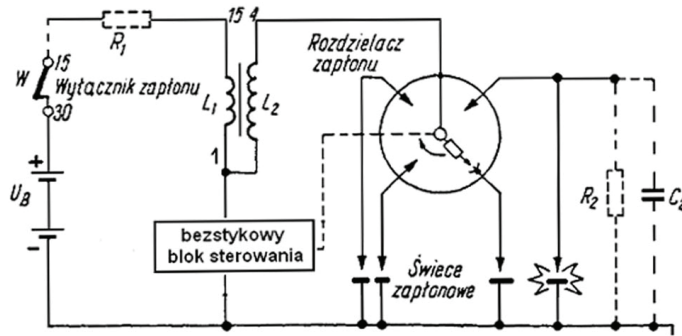 15 4
R1
Rozdzielacz
zapłonu
15
W
Wyłącznik zapłonu
30
L1
L2
1
+
UB
-
bezstykowy
blok sterowania
R2
C2
Świece
zapłonowe